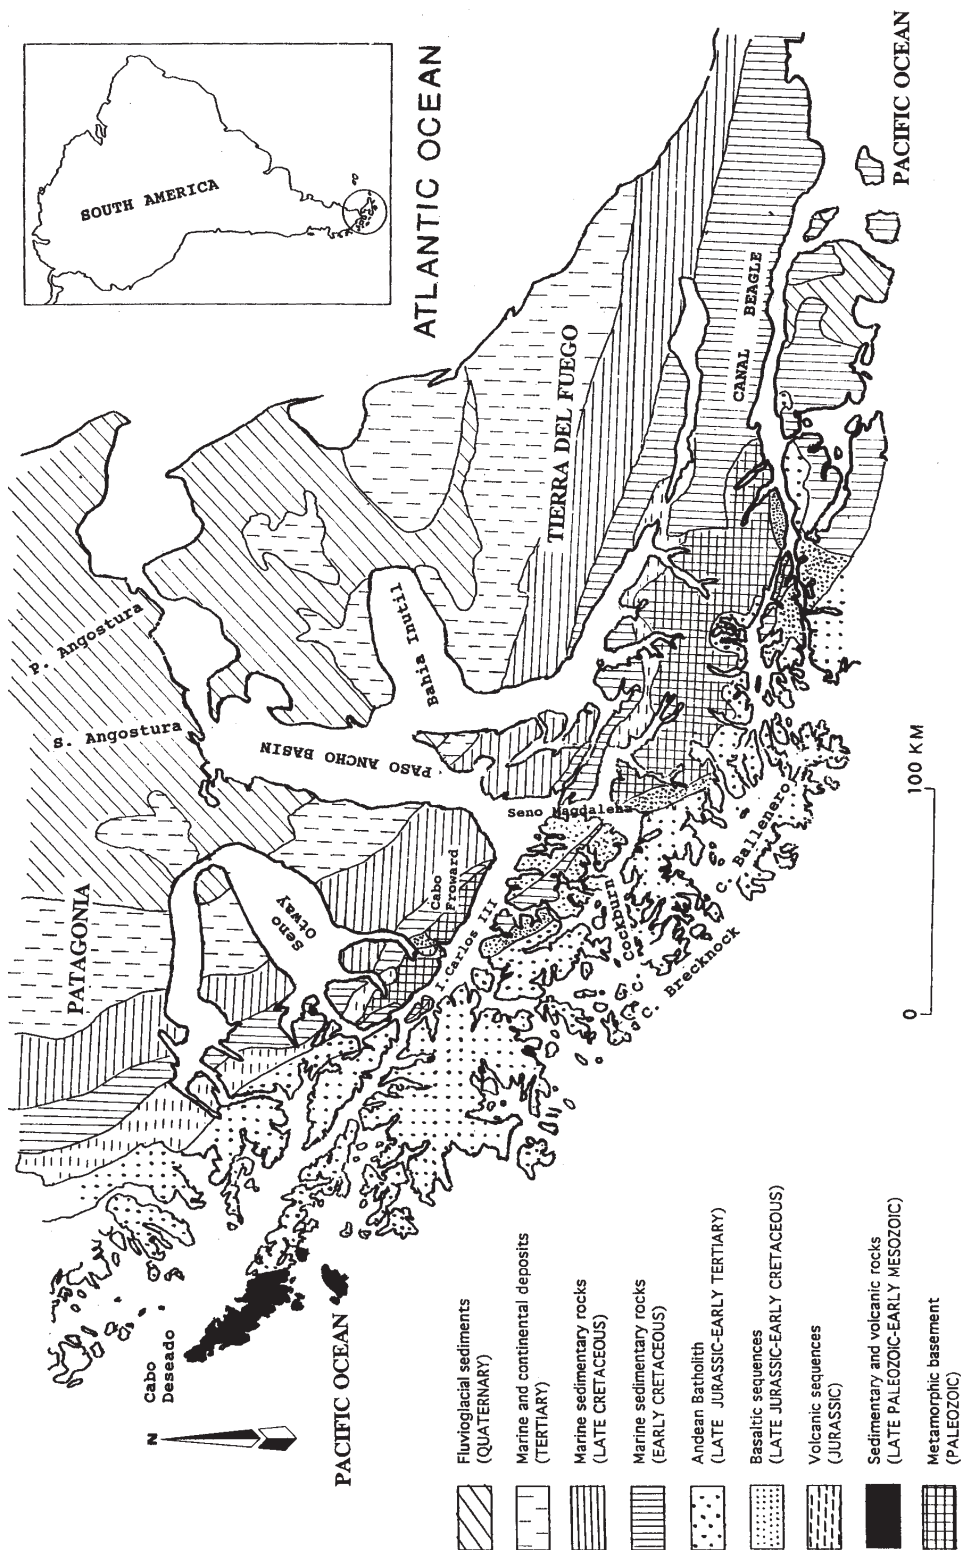 SOUTH AMERICA
ATLANTIC OCEAN
PACIFIC OCEAN
P. Angostura
S. Angostura
PASO ANCHO BASIN
Bahia Inutil
TIERRA DEL FUEGO
CANAL BEAGLE
PATAGONIA
Seno
Otway
Cabo
Froward
Seno Magdalena
I. Carlos III
C. Cockburn
C. Brecknock
C. Ballenero
Cabo
Deseado
N
PACIFIC OCEAN
0
100 KM
Fluvioglacial sediments
(QUATERNARY)
Marine and continental deposits
(TERTIARY)
Marine sedimentary rocks
(LATE CRETACEOUS)
Marine sedimentary rocks
(EARLY CRETACEOUS)
Andean Batholith
(LATE JURASSIC-EARLY TERTIARY)
Basaltic sequences
(LATE JURASSIC-EARLY CRETACEOUS)
Volcanic sequences
(JURASSIC)
Sedimentary and volcanic rocks
(LATE PALEOZOIC-EARLY MESOZOIC)
Metamorphic basement
(PALEOZOIC)